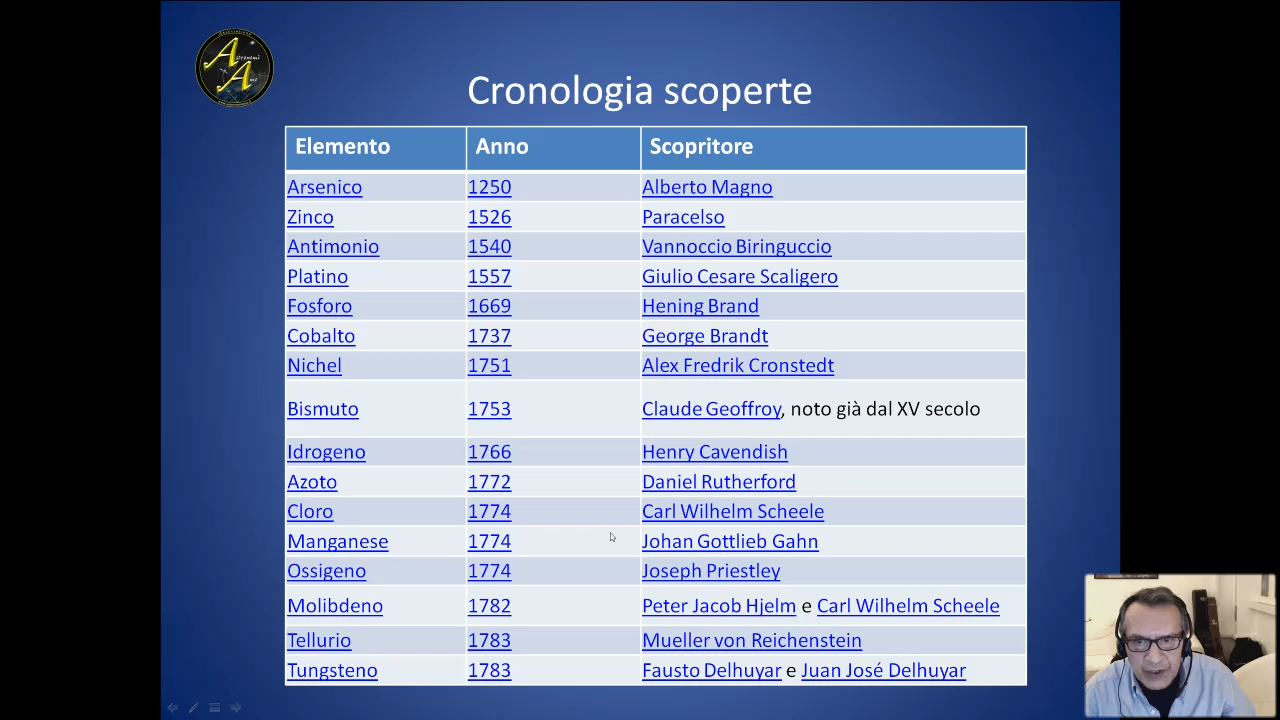 Astronomi
Cronologia scoperte
Elemento Anno Scopritore
Arsenico 1250 Alberto Magno
Zinco 1526 Paracelso
Antimonio 1540 Vannoccio Biringuccio
Platino 1557 Giulio Cesare Scaligero
Fosforo 1669 Hening Brand
Cobalto 1737 George Brandt
Nichel 1751 Alex Fredrik Cronstedt
Bismuto 1753 Claude Geoffroy, noto già dal XV secolo
Idrogeno 1766 Henry Cavendish
Azoto 1772 Daniel Rutherford
Cloro 1774 Carl Wilhelm Scheele
Manganese 1774 Johan Gottlieb Gahn
Ossigeno 1774 Joseph Priestley
Molibdeno 1782 Peter Jacob Hjelm e Carl Wilhelm Scheele
Tellurio 1783 Mueller von Reichenstein
Tungsteno 1783 Fausto Delhuyar e Juan José Delhuyar